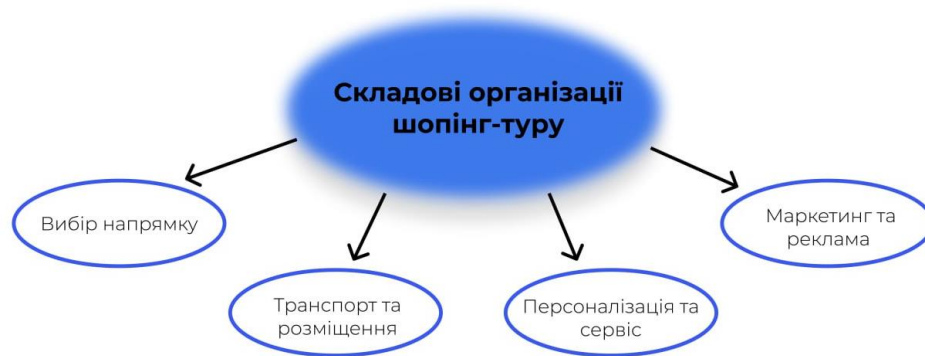 Складові організації
шопінг-туру
Вибір напрямку
Транспорт та
розміщення
Персоналізація та
сервіс
Маркетинг та
реклама